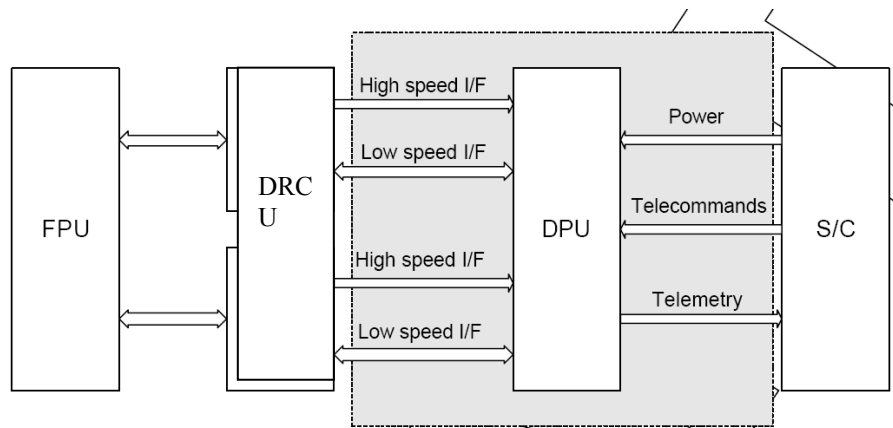 High speed I/F
Power
Low speed I/F
DRC
U
Telecommands
FPU
DPU
S/C
High speed I/F
Telemetry
Low speed I/F